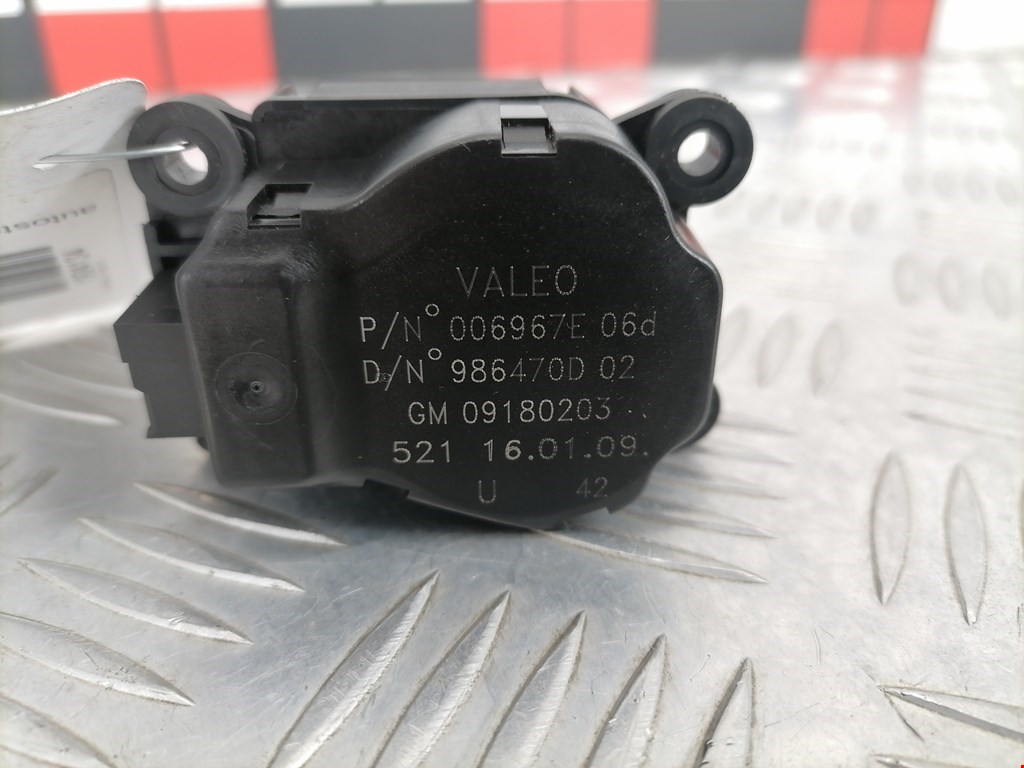 VALEO
P/N° 006967E 06d
D/N° 986470D 02
GM 09180203
521 16.01.09.
U 42